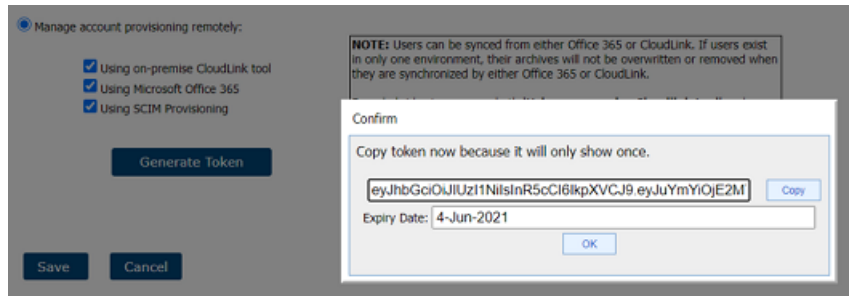 Manage account provisioning remotely:
Using on-premise CloudLink tool
Using Microsoft Office 365
Using SCIM Provisioning
Generate Token
Save
Cancel
NOTE: Users can be synced from either Office 365 or CloudLink. If users exist
in only one environment, their archives will not be overwritten or removed when
they are synchronized by either Office 365 or CloudLink.
Confirm
Copy token now because it will only show once.
eyJhbGciOiJIUzI1NiIsInR5cCI6IkpXVCJ9.eyJuYmYiOjE2M
Copy
Expiry Date:
4-Jun-2021
OK